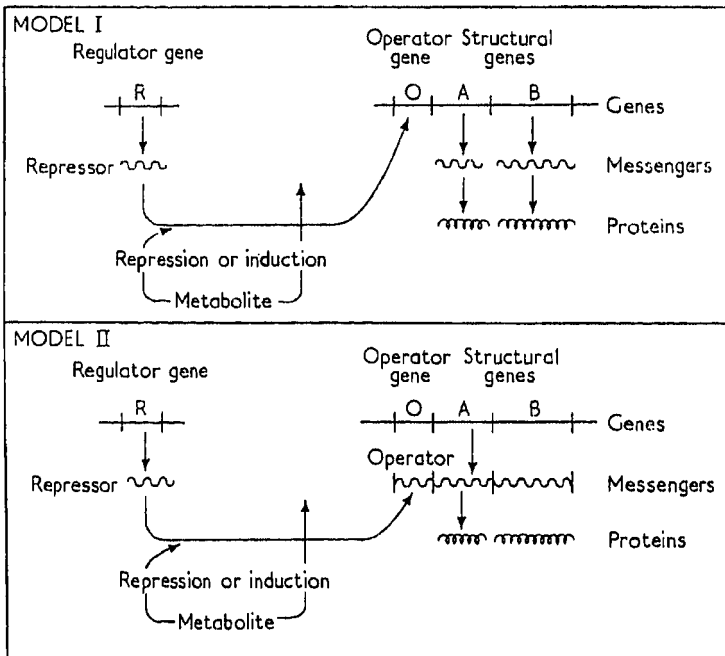 MODEL I
Operator Structural
Regulator gene gene genes
R O A B Genes
Repressor Messengers
Proteins
Repression or induction
Metabolite
MODEL II
Operator Structural
Regulator gene gene genes
R O A B Genes
Operator
Repressor Messengers
Proteins
Repression or induction
Metabolite